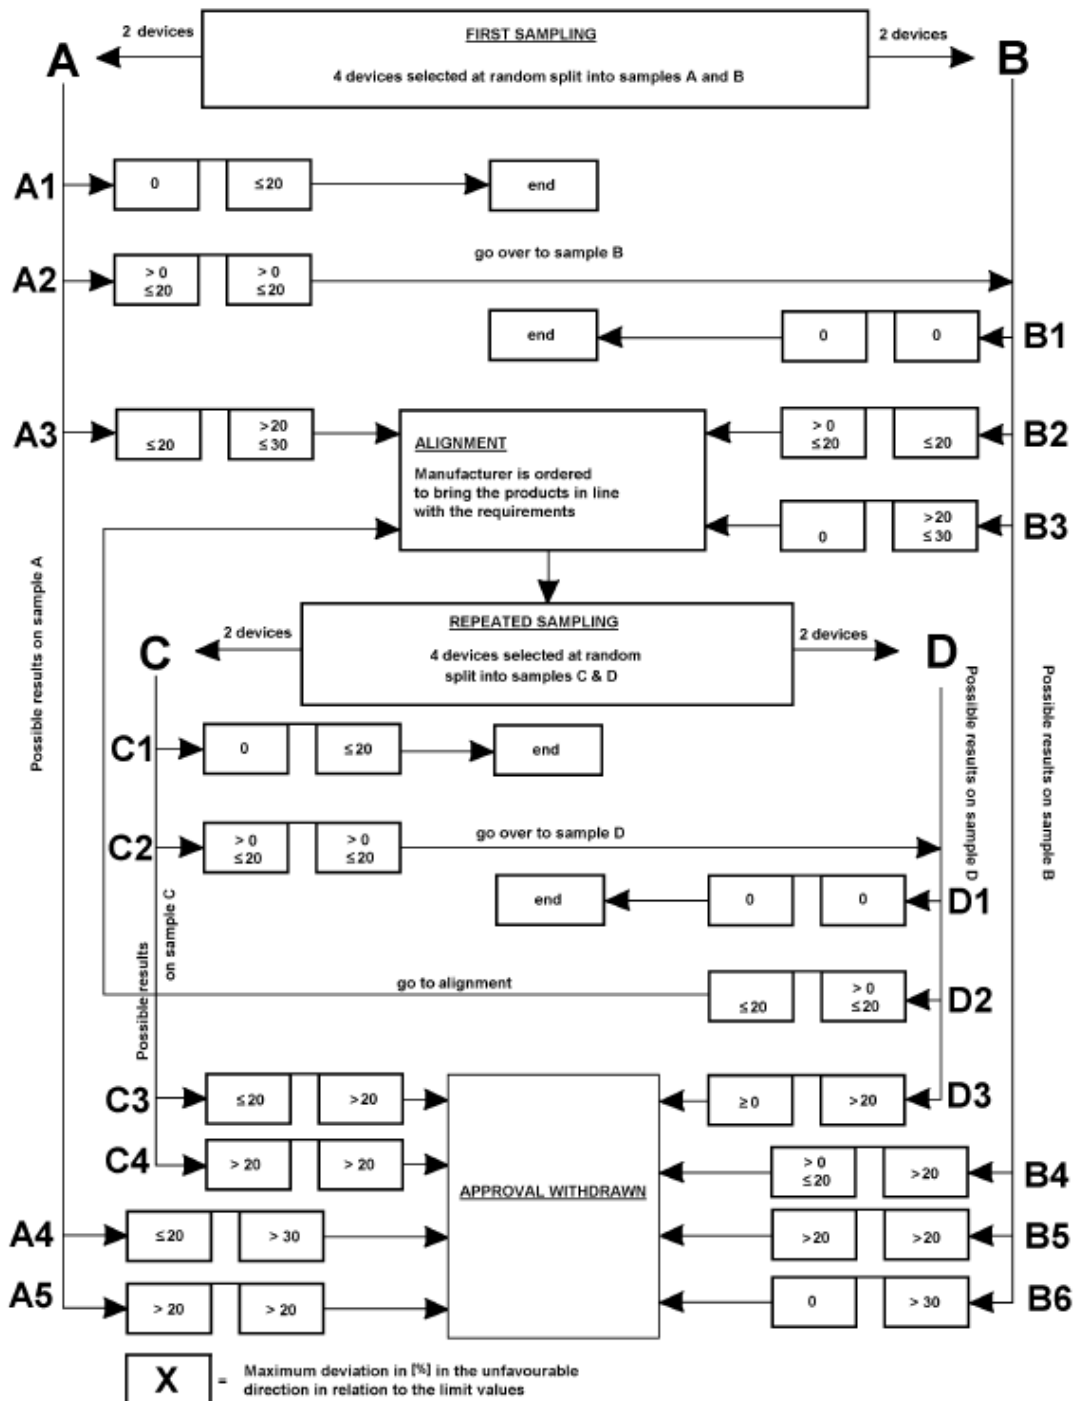 FIRST SAMPLING
2 devices
2 devices
4 devices selected at random split into samples A and B
A
B
A1
0
≤20
end
go over to sample B
A2
> 0
≤20
> 0
≤20
end
0
0
B1
A3
≤20
>20
≤30
ALIGNMENT
Manufacturer is ordered
to bring the products in line
with the requirements
> 0
≤20
≤20
B2
0
>20
≤30
B3
Possible results on sample A
REPEATED SAMPLING
2 devices
2 devices
4 devices selected at random
split into samples C & D
C
D
Possible results on sample D
Possible results on sample B
C1
0
≤20
end
go over to sample D
C2
> 0
≤20
> 0
≤20
Possible results
on sample C
end
0
0
D1
go to alignment
≤20
> 0
≤20
D2
C3
≤20
>20
≥0
>20
D3
C4
> 20
> 20
APPROVAL WITHDRAWN
> 0
≤20
>20
B4
A4
≤20
> 30
>20
>20
B5
A5
> 20
> 20
0
> 30
B6
X
= Maximum deviation in [%] in the unfavourable
direction in relation to the limit values